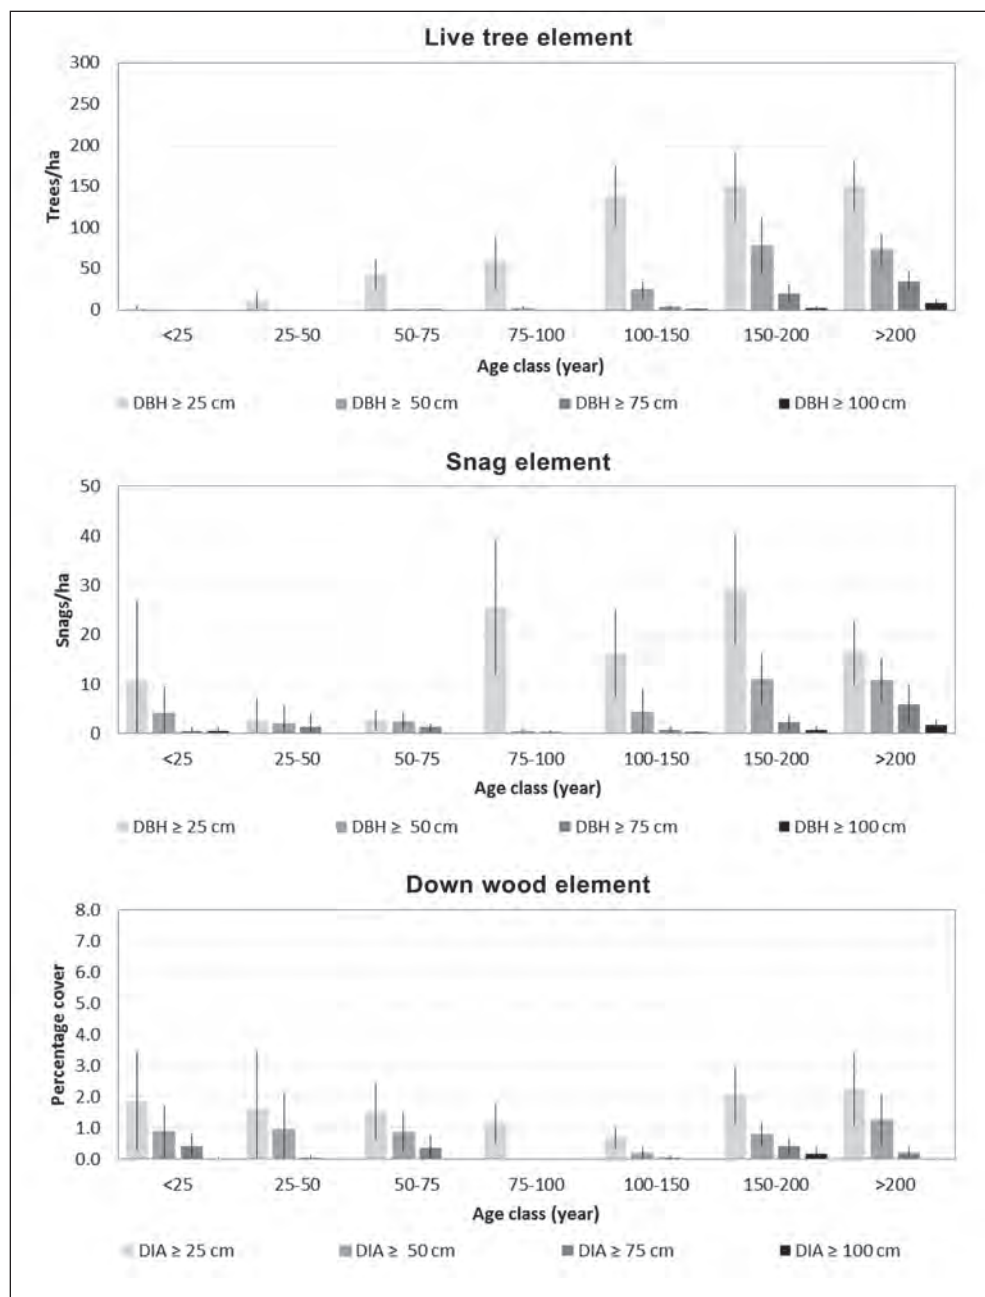 Live tree element
300
250
200
150
100
50
0
Trees/ha
<25 25-50 50-75 75-100 100-150 150-200 >200
Age class (year)
DBH ≥ 25 cm DBH ≥ 50 cm DBH ≥ 75 cm DBH ≥ 100 cm
Snag element
50
40
30
20
10
0
Snags/ha
<25 25-50 50-75 75-100 100-150 150-200 >200
Age class (year)
DBH ≥ 25 cm DBH ≥ 50 cm DBH ≥ 75 cm DBH ≥ 100 cm
Down wood element
8.0
7.0
6.0
5.0
4.0
3.0
2.0
1.0
0.0
Percentage cover
<25 25-50 50-75 75-100 100-150 150-200 >200
Age class (year)
DIA ≥ 25 cm DIA ≥ 50 cm DIA ≥ 75 cm DIA ≥ 100 cm